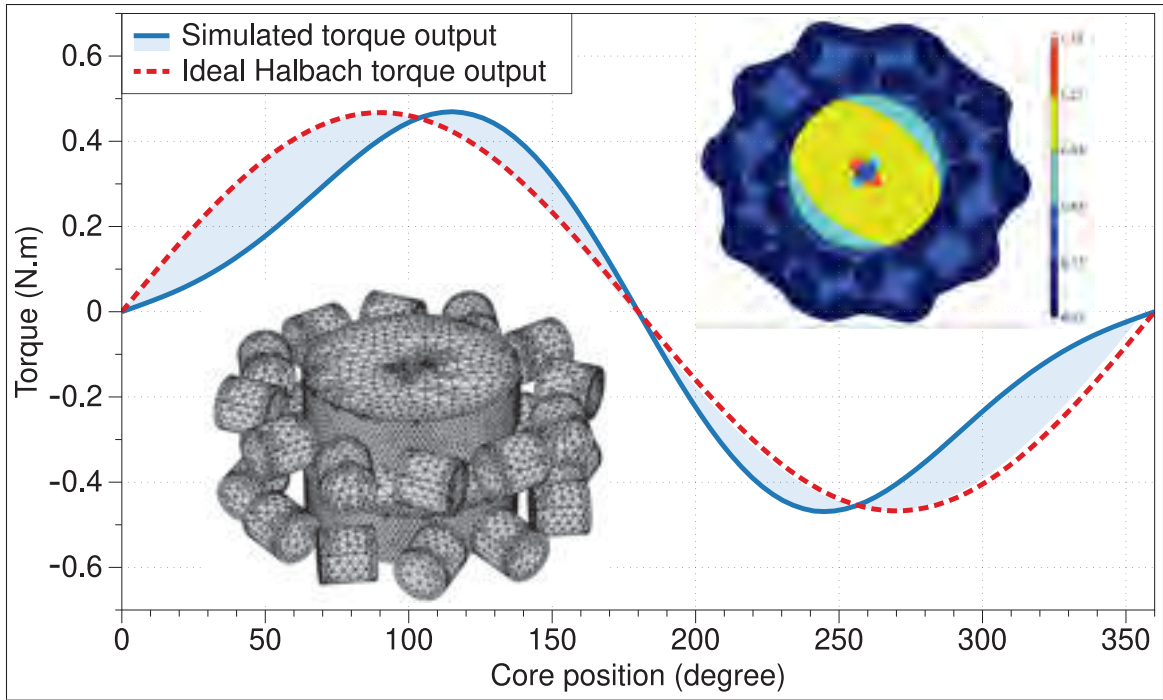 Simulated torque output
Ideal Halbach torque output
Torque (N.m)
0.6
0.4
0.2
0
-0.2
-0.4
-0.6
0 50 100 150 200 250 300 350
Core position (degree)